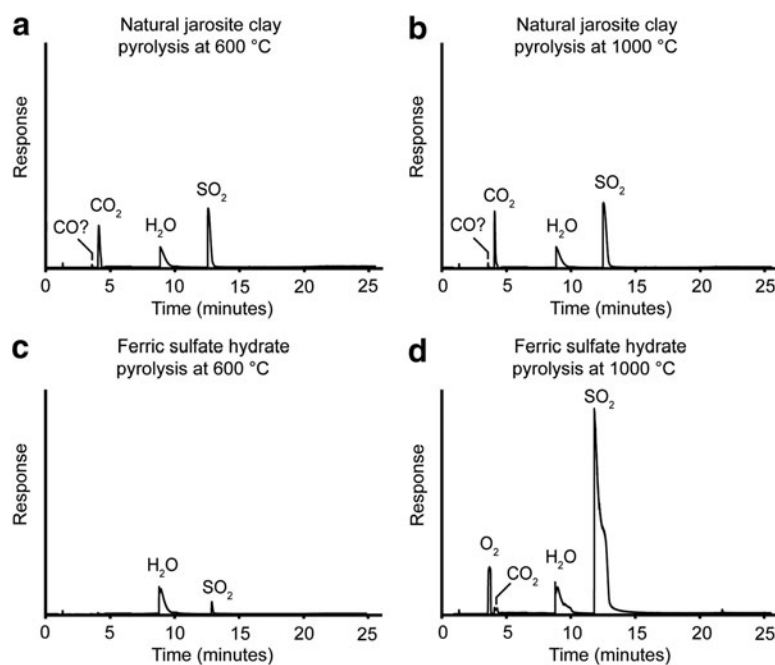 a
Natural jarosite clay
pyrolysis at 600 °C
Response
CO?
CO₂
H₂O
SO₂
0 5 10 15 20 25
Time (minutes)
b
Natural jarosite clay
pyrolysis at 1000 °C
Response
CO?
CO₂
H₂O
SO₂
0 5 10 15 20 25
Time (minutes)
c
Ferric sulfate hydrate
pyrolysis at 600 °C
Response
H₂O
SO₂
0 5 10 15 20 25
Time (minutes)
d
Ferric sulfate hydrate
pyrolysis at 1000 °C
Response
SO₂
O₂
CO₂
H₂O
0 5 10 15 20 25
Time (minutes)